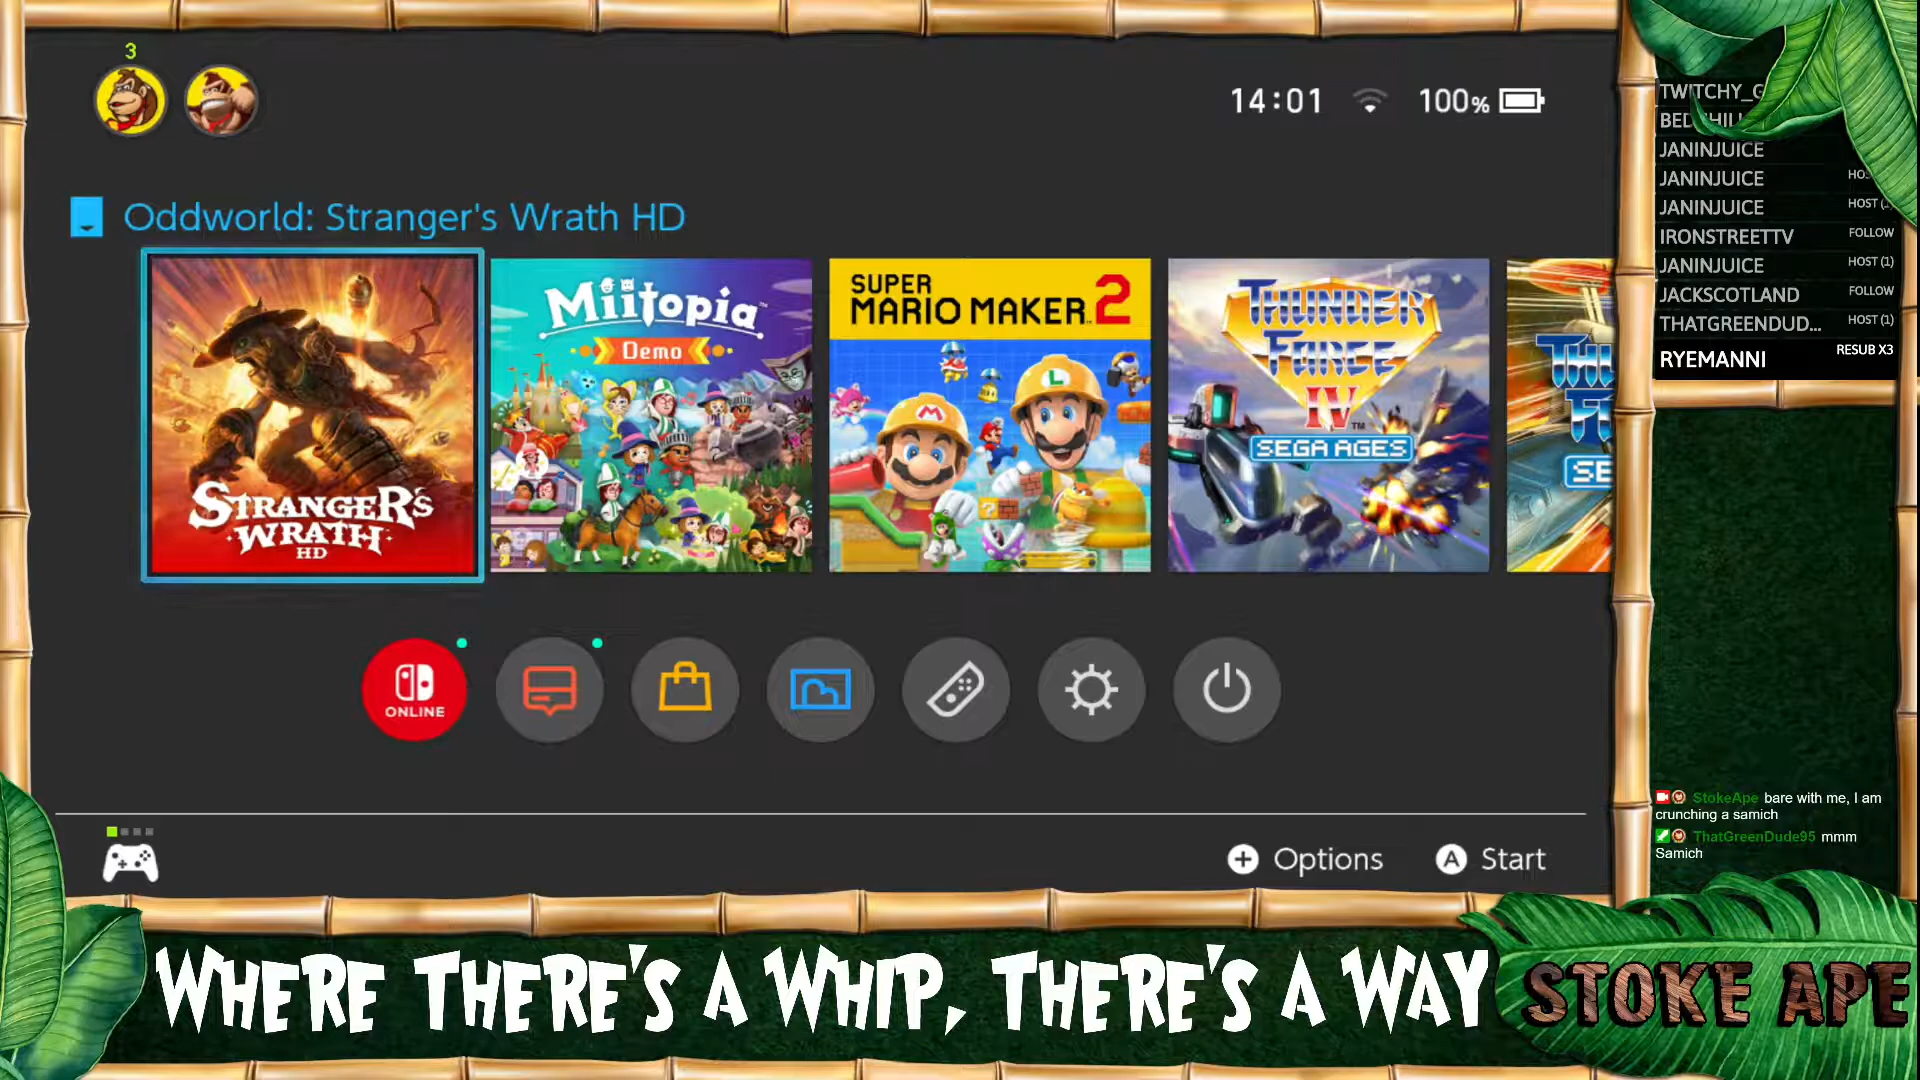 3
14:01
100%
Oddworld: Stranger's Wrath HD
STRANGER'S
WRATH
HD
Miitopia
Demo
SUPER
MARIO MAKER 2
THUNDER
FORCE
IV
SEGA AGES
ONLINE
Options
A Start
WHERE THERE'S A WHIP, THERE'S A WAY
STOKE APE
JANINJUICE
JANINJUICE
JANINJUICE
IRONSTREETTV FOLLOW
JANINJUICE HOST (1)
JACKSCOTLAND FOLLOW
THATGREENDUD... HOST (1)
RYEMANNI RESUB X3
StokeApe bare with me, I am
crunching a samich
ThatGreenDude95 mmm
Samich